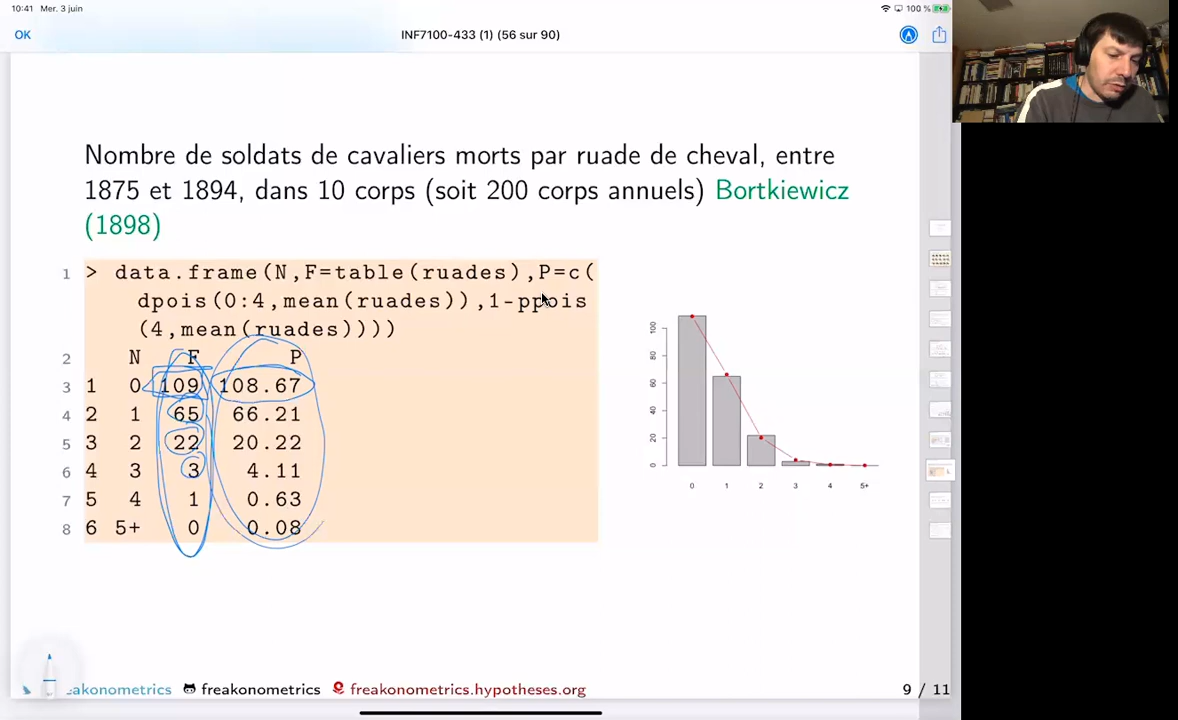 10:41 Mer. 3 juin
100 %
OK
INF7100-433 (1) (56 sur 90)
Nombre de soldats de cavaliers morts par ruade de cheval, entre
1875 et 1894, dans 10 corps (soit 200 corps annuels) Bortkiewicz
(1898)
1 > data.frame(N,F=table(ruades),P=c(
dpois(0:4,mean(ruades)),1-ppois
(4,mean(ruades))))
2 N F P
3 1 0 109 108.67
4 2 1 65 66.21
5 3 2 22 20.22
6 4 3 3 4.11
7 5 4 1 0.63
8 6 5+ 0 0.08
100
80
60
40
20
0
0 1 2 3 4 5+
akonometrics freakonometrics freakonometrics.hypotheses.org
9 / 11